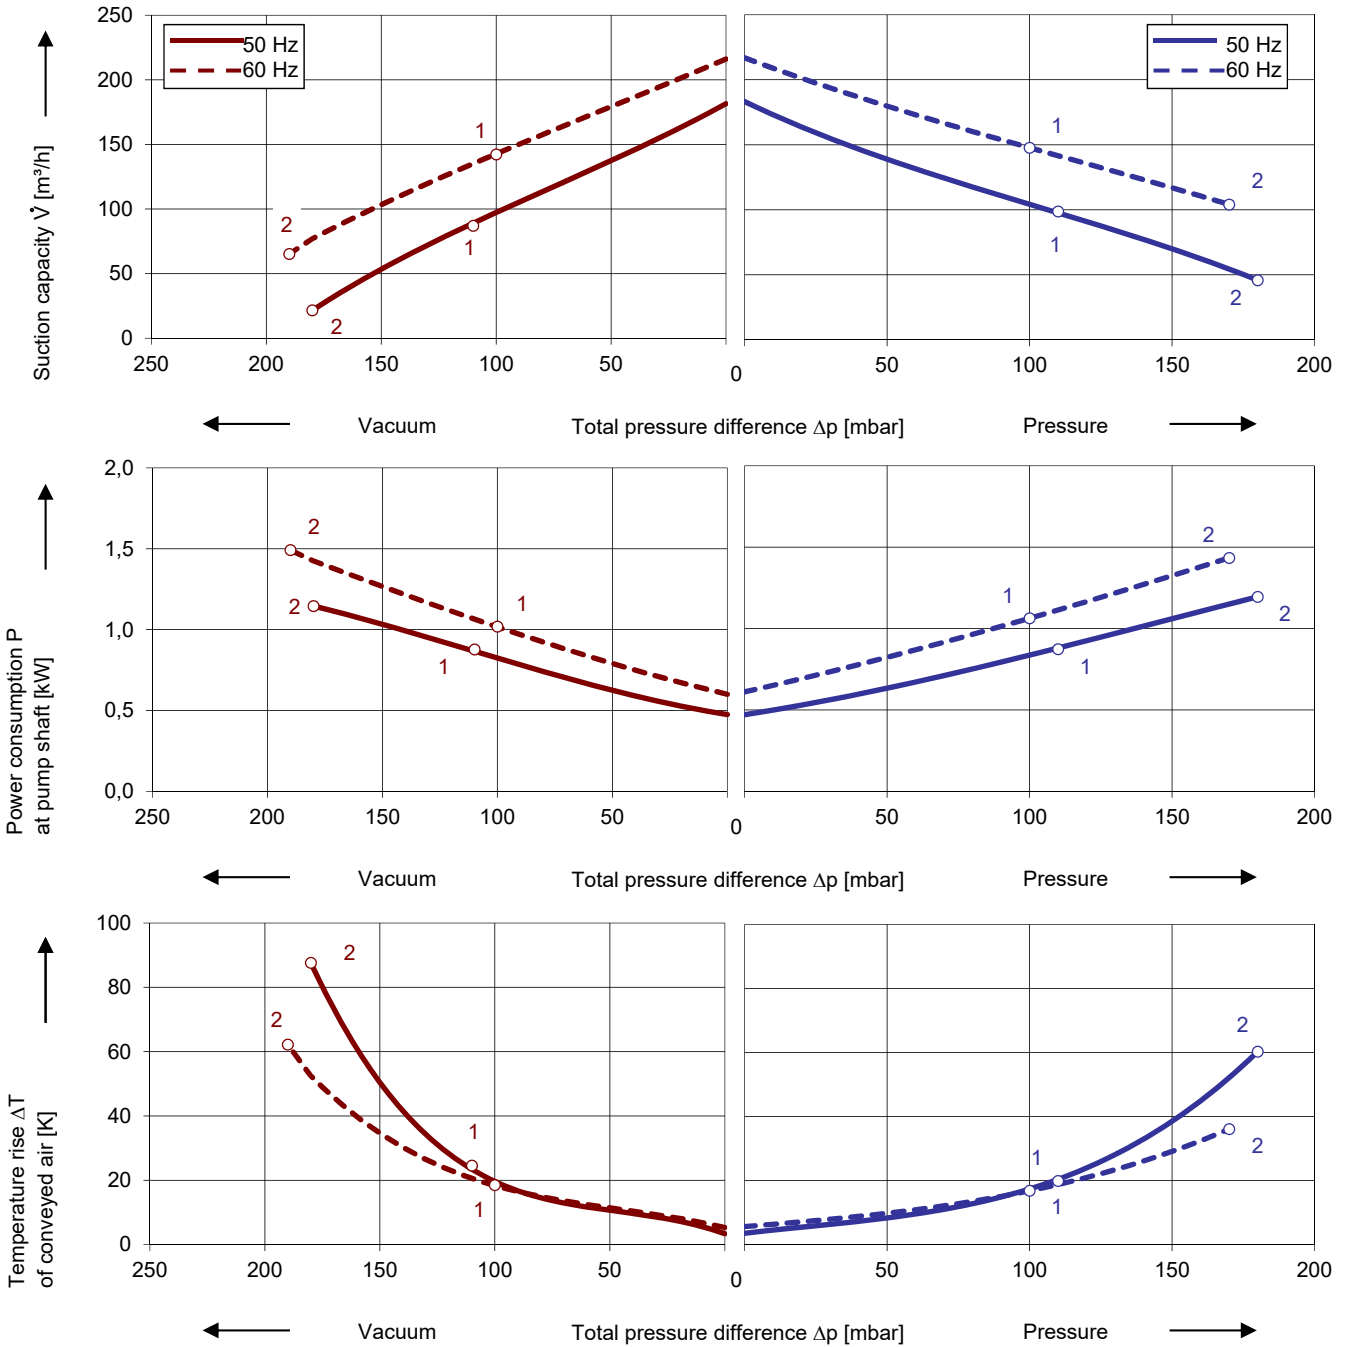 250
200
150
100
50
0
Suction capacity V̇ [m³/h]
50 Hz
60 Hz
50 Hz
60 Hz
1
2
1
2
1
2
1
2
250 200 150 100 50 0 50 100 150 200
Vacuum Total pressure difference Δp [mbar] Pressure
2,0
1,5
1,0
0,5
0,0
Power consumption P
at pump shaft [kW]
2
1
2
1
2
1
2
1
250 200 150 100 50 0 50 100 150 200
Vacuum Total pressure difference Δp [mbar] Pressure
100
80
60
40
20
0
Temperature rise ΔT
of conveyed air [K]
2
2
1
1
2
1
2
1
250 200 150 100 50 0 50 100 150 200
Vacuum Total pressure difference Δp [mbar] Pressure